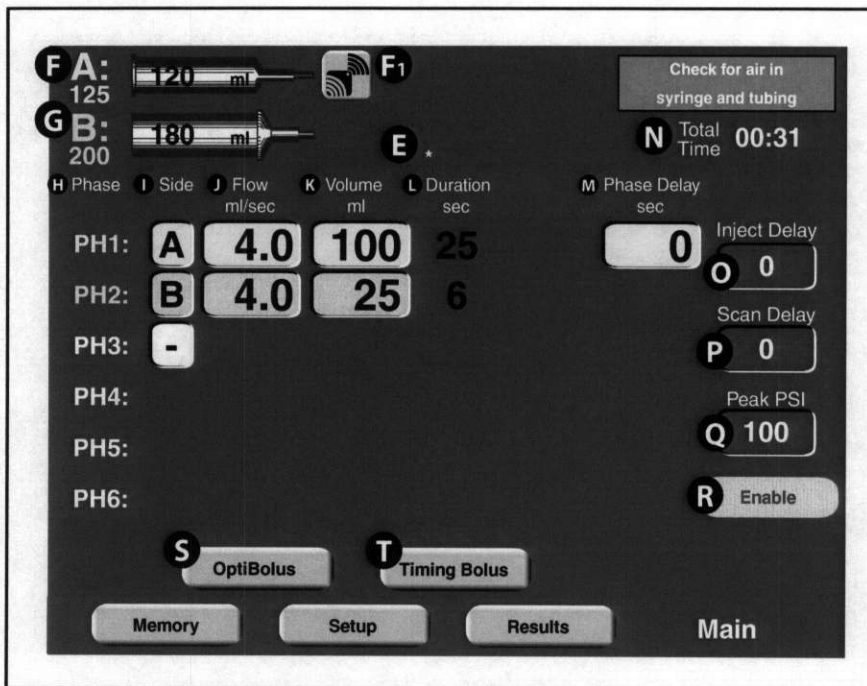 F A: 120 ml F1
125
Check for air in
syringe and tubing
G B: 180 ml
200
E *
N Total Time 00:31
H Phase I Side J Flow ml/sec K Volume ml L Duration sec M Phase Delay sec
PH1: A 4.0 100 25 0
Inject Delay
O 0
PH2: B 4.0 25 6
Scan Delay
P 0
PH3: -
PH4:
Peak PSI
Q 100
PH5:
PH6:
R Enable
S OptiBolus T Timing Bolus
Memory Setup Results Main